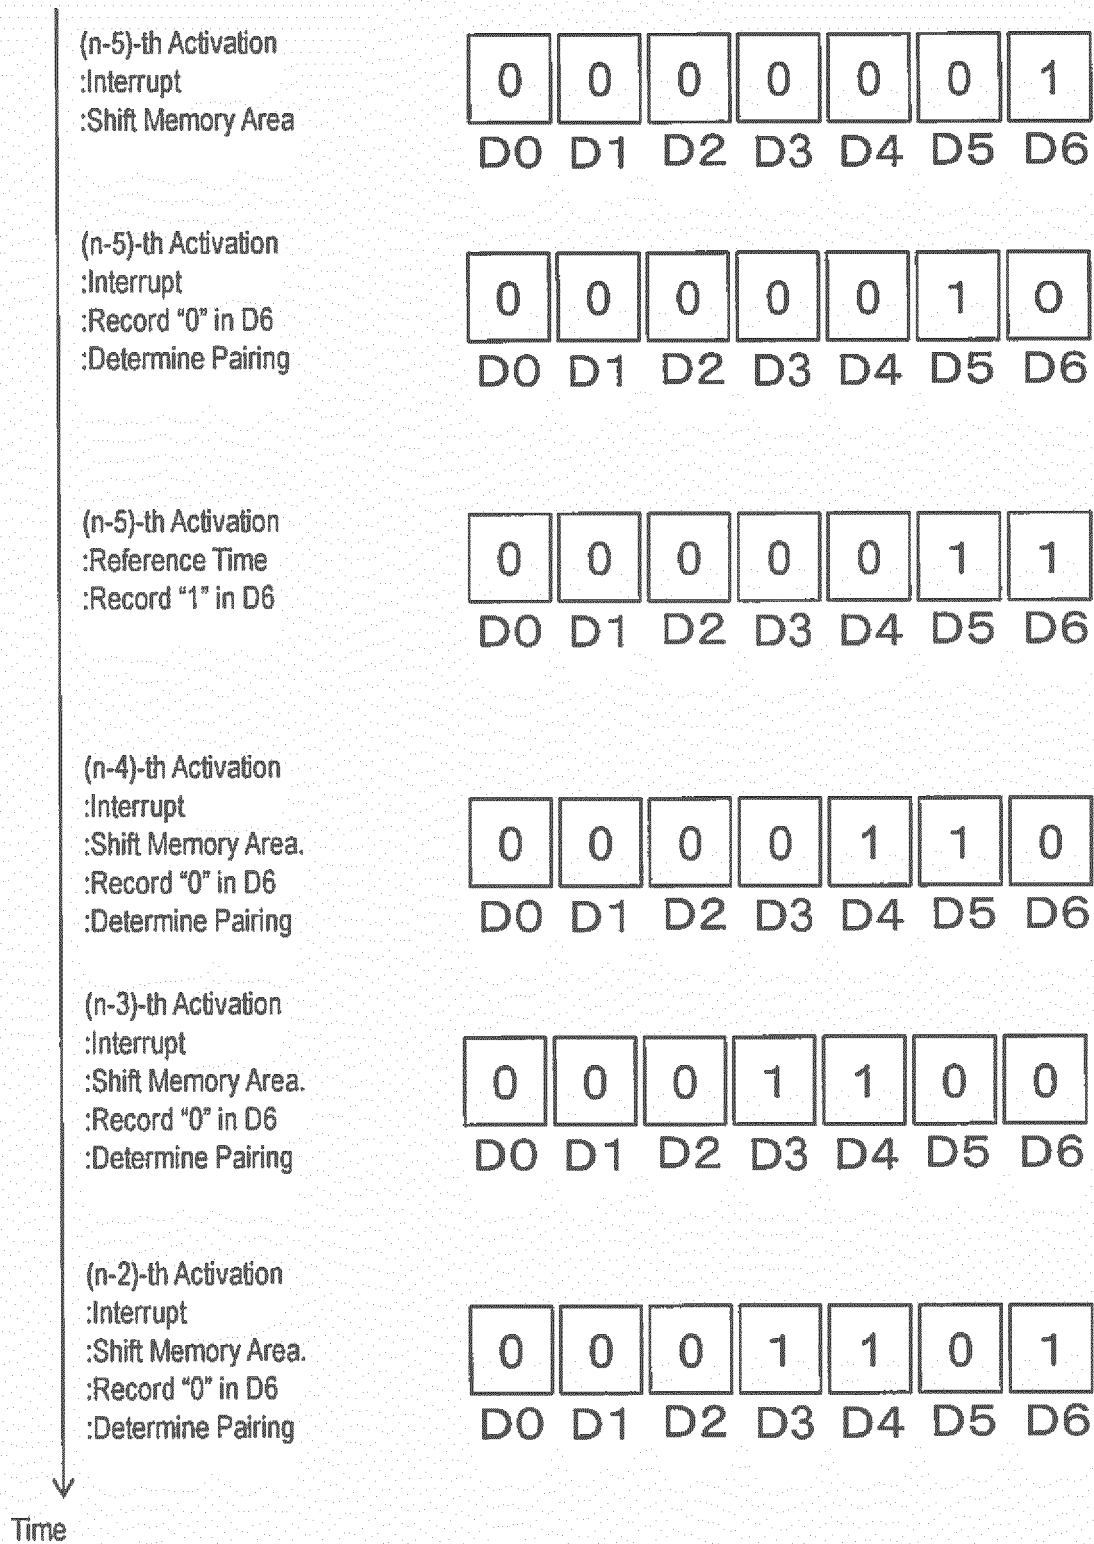 (n-5)-th Activation
:Interrupt
:Shift Memory Area
0 0 0 0 0 0 1
D0 D1 D2 D3 D4 D5 D6
(n-5)-th Activation
:Interrupt
:Record "0" in D6
:Determine Pairing
0 0 0 0 0 1 0
D0 D1 D2 D3 D4 D5 D6
(n-5)-th Activation
:Reference Time
:Record "1" in D6
0 0 0 0 0 1 1
D0 D1 D2 D3 D4 D5 D6
(n-4)-th Activation
:Interrupt
:Shift Memory Area.
:Record "0" in D6
:Determine Pairing
0 0 0 0 1 1 0
D0 D1 D2 D3 D4 D5 D6
(n-3)-th Activation
:Interrupt
:Shift Memory Area.
:Record "0" in D6
:Determine Pairing
0 0 0 1 1 0 0
D0 D1 D2 D3 D4 D5 D6
(n-2)-th Activation
:Interrupt
:Shift Memory Area.
:Record "0" in D6
:Determine Pairing
0 0 0 1 1 0 1
D0 D1 D2 D3 D4 D5 D6
Time